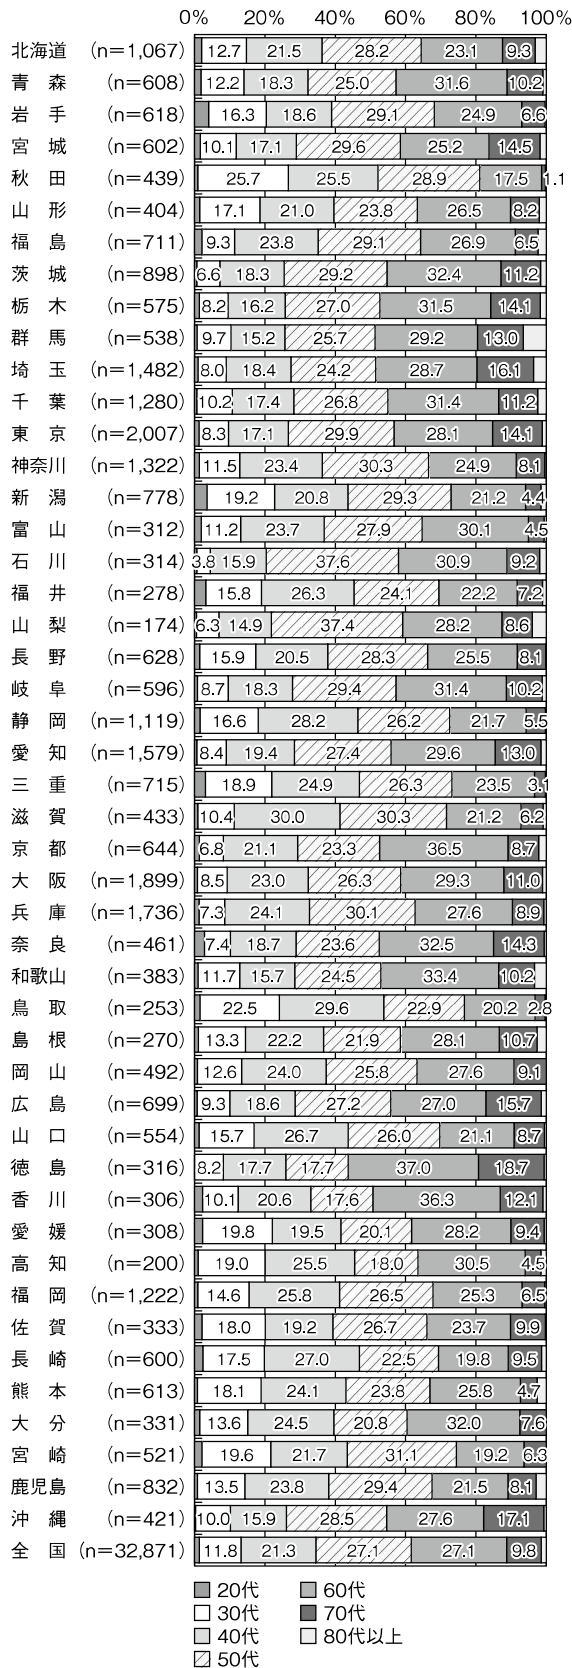 0% 20% 40% 60% 80% 100%
北海道 (n=1,067) 12.7 21.5 28.2 23.1 9.3
青 森 (n=608) 12.2 18.3 25.0 31.6 10.2
岩 手 (n=618) 16.3 18.6 29.1 24.9 6.6
宮 城 (n=602) 10.1 17.1 29.6 25.2 14.5
秋 田 (n=439) 25.7 25.5 28.9 17.5 1.1
山 形 (n=404) 17.1 21.0 23.8 26.5 8.2
福 島 (n=711) 9.3 23.8 29.1 26.9 6.5
茨 城 (n=898) 6.6 18.3 29.2 32.4 11.2
栃 木 (n=575) 8.2 16.2 27.0 31.5 14.1
群 馬 (n=538) 9.7 15.2 25.7 29.2 13.0
埼 玉 (n=1,482) 8.0 18.4 24.2 28.7 16.1
千 葉 (n=1,280) 10.2 17.4 26.8 31.4 11.2
東 京 (n=2,007) 8.3 17.1 29.9 28.1 14.1
神奈川 (n=1,322) 11.5 23.4 30.3 24.9 8.1
新 潟 (n=778) 19.2 20.8 29.3 21.2 4.4
富 山 (n=312) 11.2 23.7 27.9 30.1 4.5
石 川 (n=314) 3.8 15.9 37.6 30.9 9.2
福 井 (n=278) 15.8 26.3 24.1 22.2 7.2
山 梨 (n=174) 6.3 14.9 37.4 28.2 8.6
長 野 (n=628) 15.9 20.5 28.3 25.5 8.1
岐 阜 (n=596) 8.7 18.3 29.4 31.4 10.2
静 岡 (n=1,119) 16.6 28.2 26.2 21.7 5.5
愛 知 (n=1,579) 8.4 19.4 27.4 29.6 13.0
三 重 (n=715) 18.9 24.9 26.3 23.5 3.1
滋 賀 (n=433) 10.4 30.0 30.3 21.2 6.2
京 都 (n=644) 6.8 21.1 23.3 36.5 8.7
大 阪 (n=1,899) 8.5 23.0 26.3 29.3 11.0
兵 庫 (n=1,736) 7.3 24.1 30.1 27.6 8.9
奈 良 (n=461) 7.4 18.7 23.6 32.5 14.3
和歌山 (n=383) 11.7 15.7 24.5 33.4 10.2
鳥 取 (n=253) 22.5 29.6 22.9 20.2 2.8
島 根 (n=270) 13.3 22.2 21.9 28.1 10.7
岡 山 (n=492) 12.6 24.0 25.8 27.6 9.1
広 島 (n=699) 9.3 18.6 27.2 27.0 15.7
山 口 (n=554) 15.7 26.7 26.0 21.1 8.7
徳 島 (n=316) 8.2 17.7 17.7 37.0 18.7
香 川 (n=306) 10.1 20.6 17.6 36.3 12.1
愛 媛 (n=308) 19.8 19.5 20.1 28.2 9.4
高 知 (n=200) 19.0 25.5 18.0 30.5 4.5
福 岡 (n=1,222) 14.6 25.8 26.5 25.3 6.5
佐 賀 (n=333) 18.0 19.2 26.7 23.7 9.9
長 崎 (n=600) 17.5 27.0 22.5 19.8 9.5
熊 本 (n=613) 18.1 24.1 23.8 25.8 4.7
大 分 (n=331) 13.6 24.5 20.8 32.0 7.6
宮 崎 (n=521) 19.6 21.7 31.1 19.2 6.3
鹿児島 (n=832) 13.5 23.8 29.4 21.5 8.1
沖 縄 (n=421) 10.0 15.9 28.5 27.6 17.1
全 国 (n=32,871) 11.8 21.3 27.1 27.1 9.8
20代 60代
30代 70代
40代 80代以上
50代